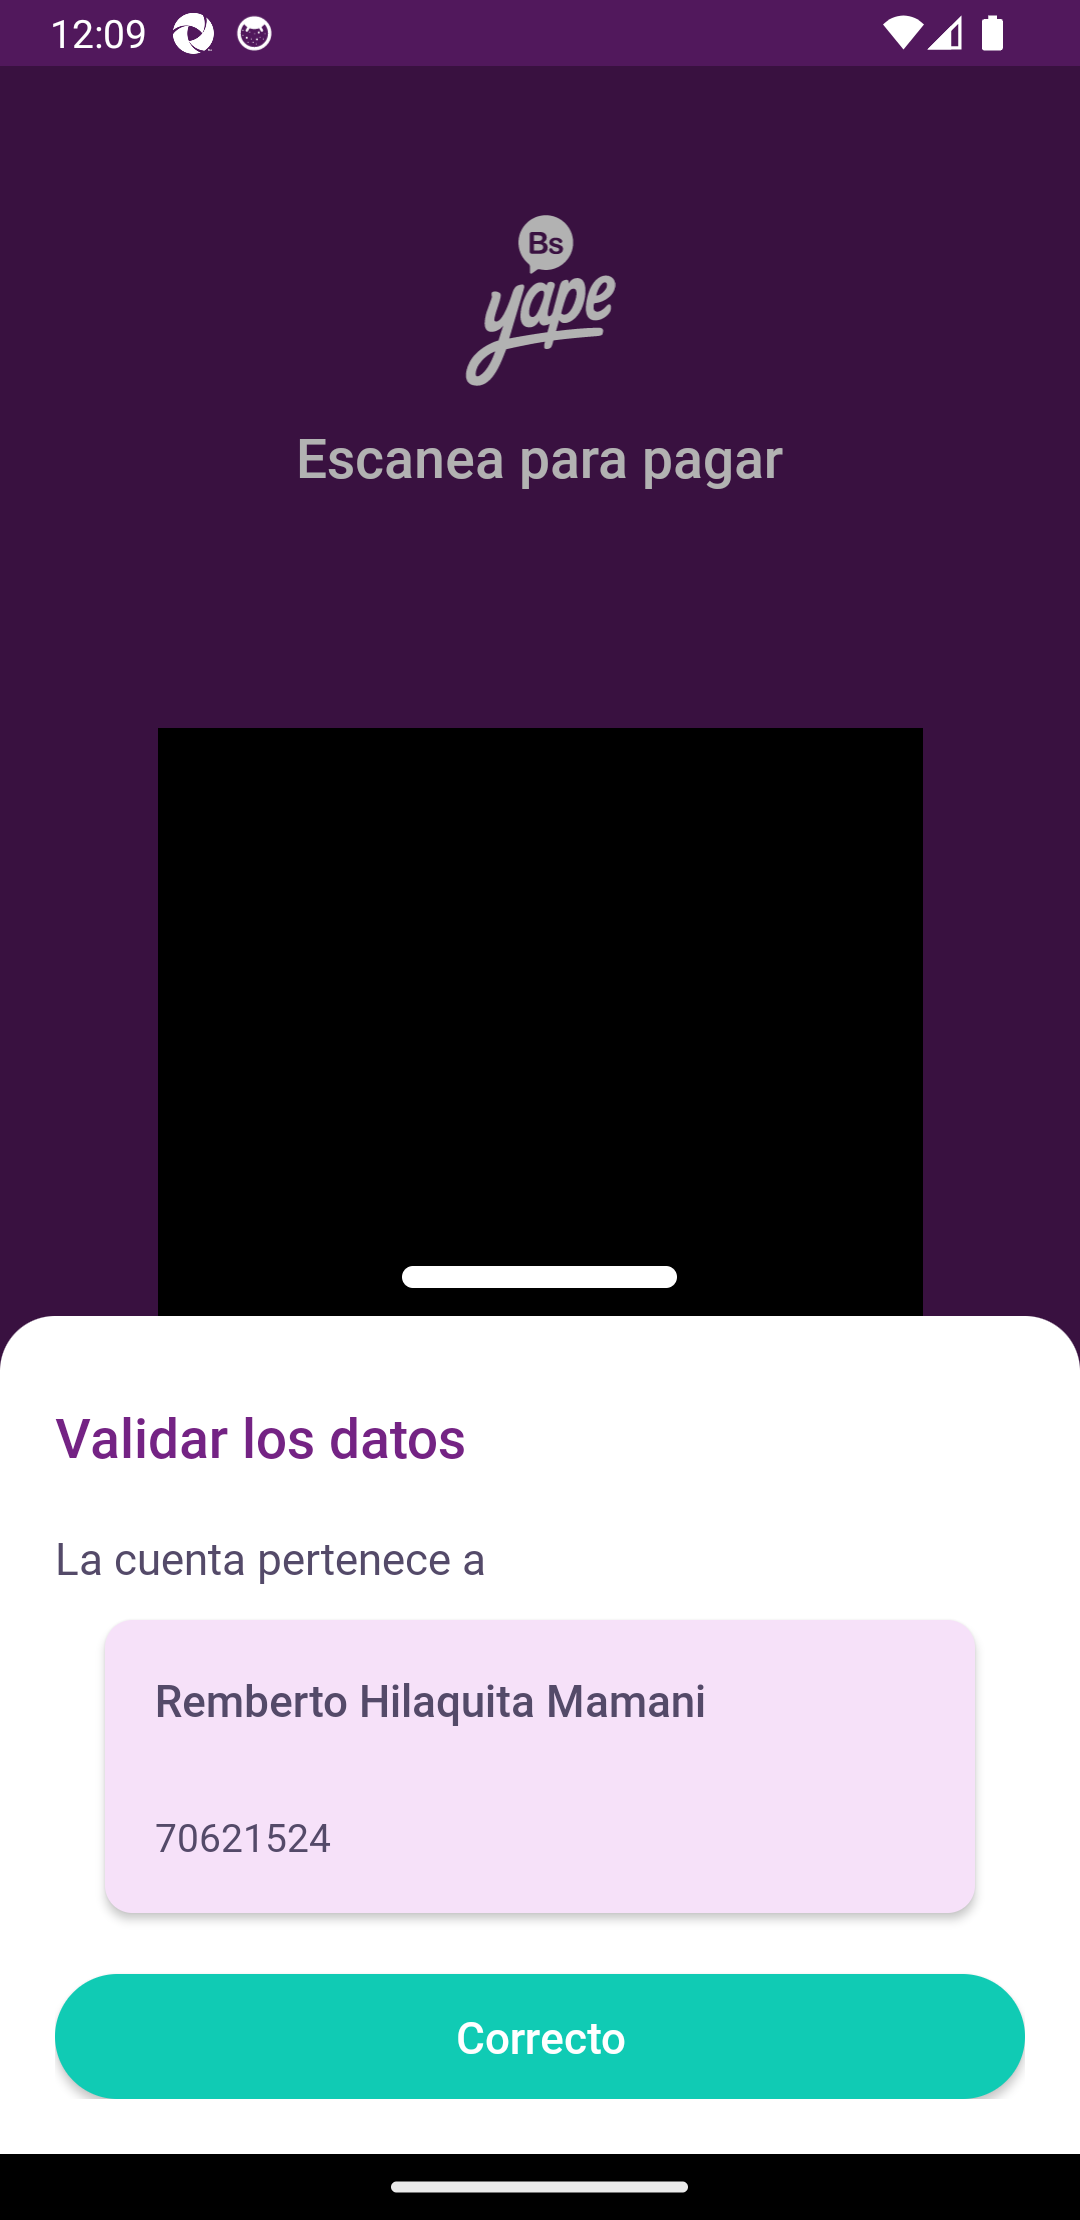 12:09
Bs
yape
Escanea para pagar
Validar los datos
La cuenta pertenece a
Remberto Hilaquita Mamani
70621524
Correcto